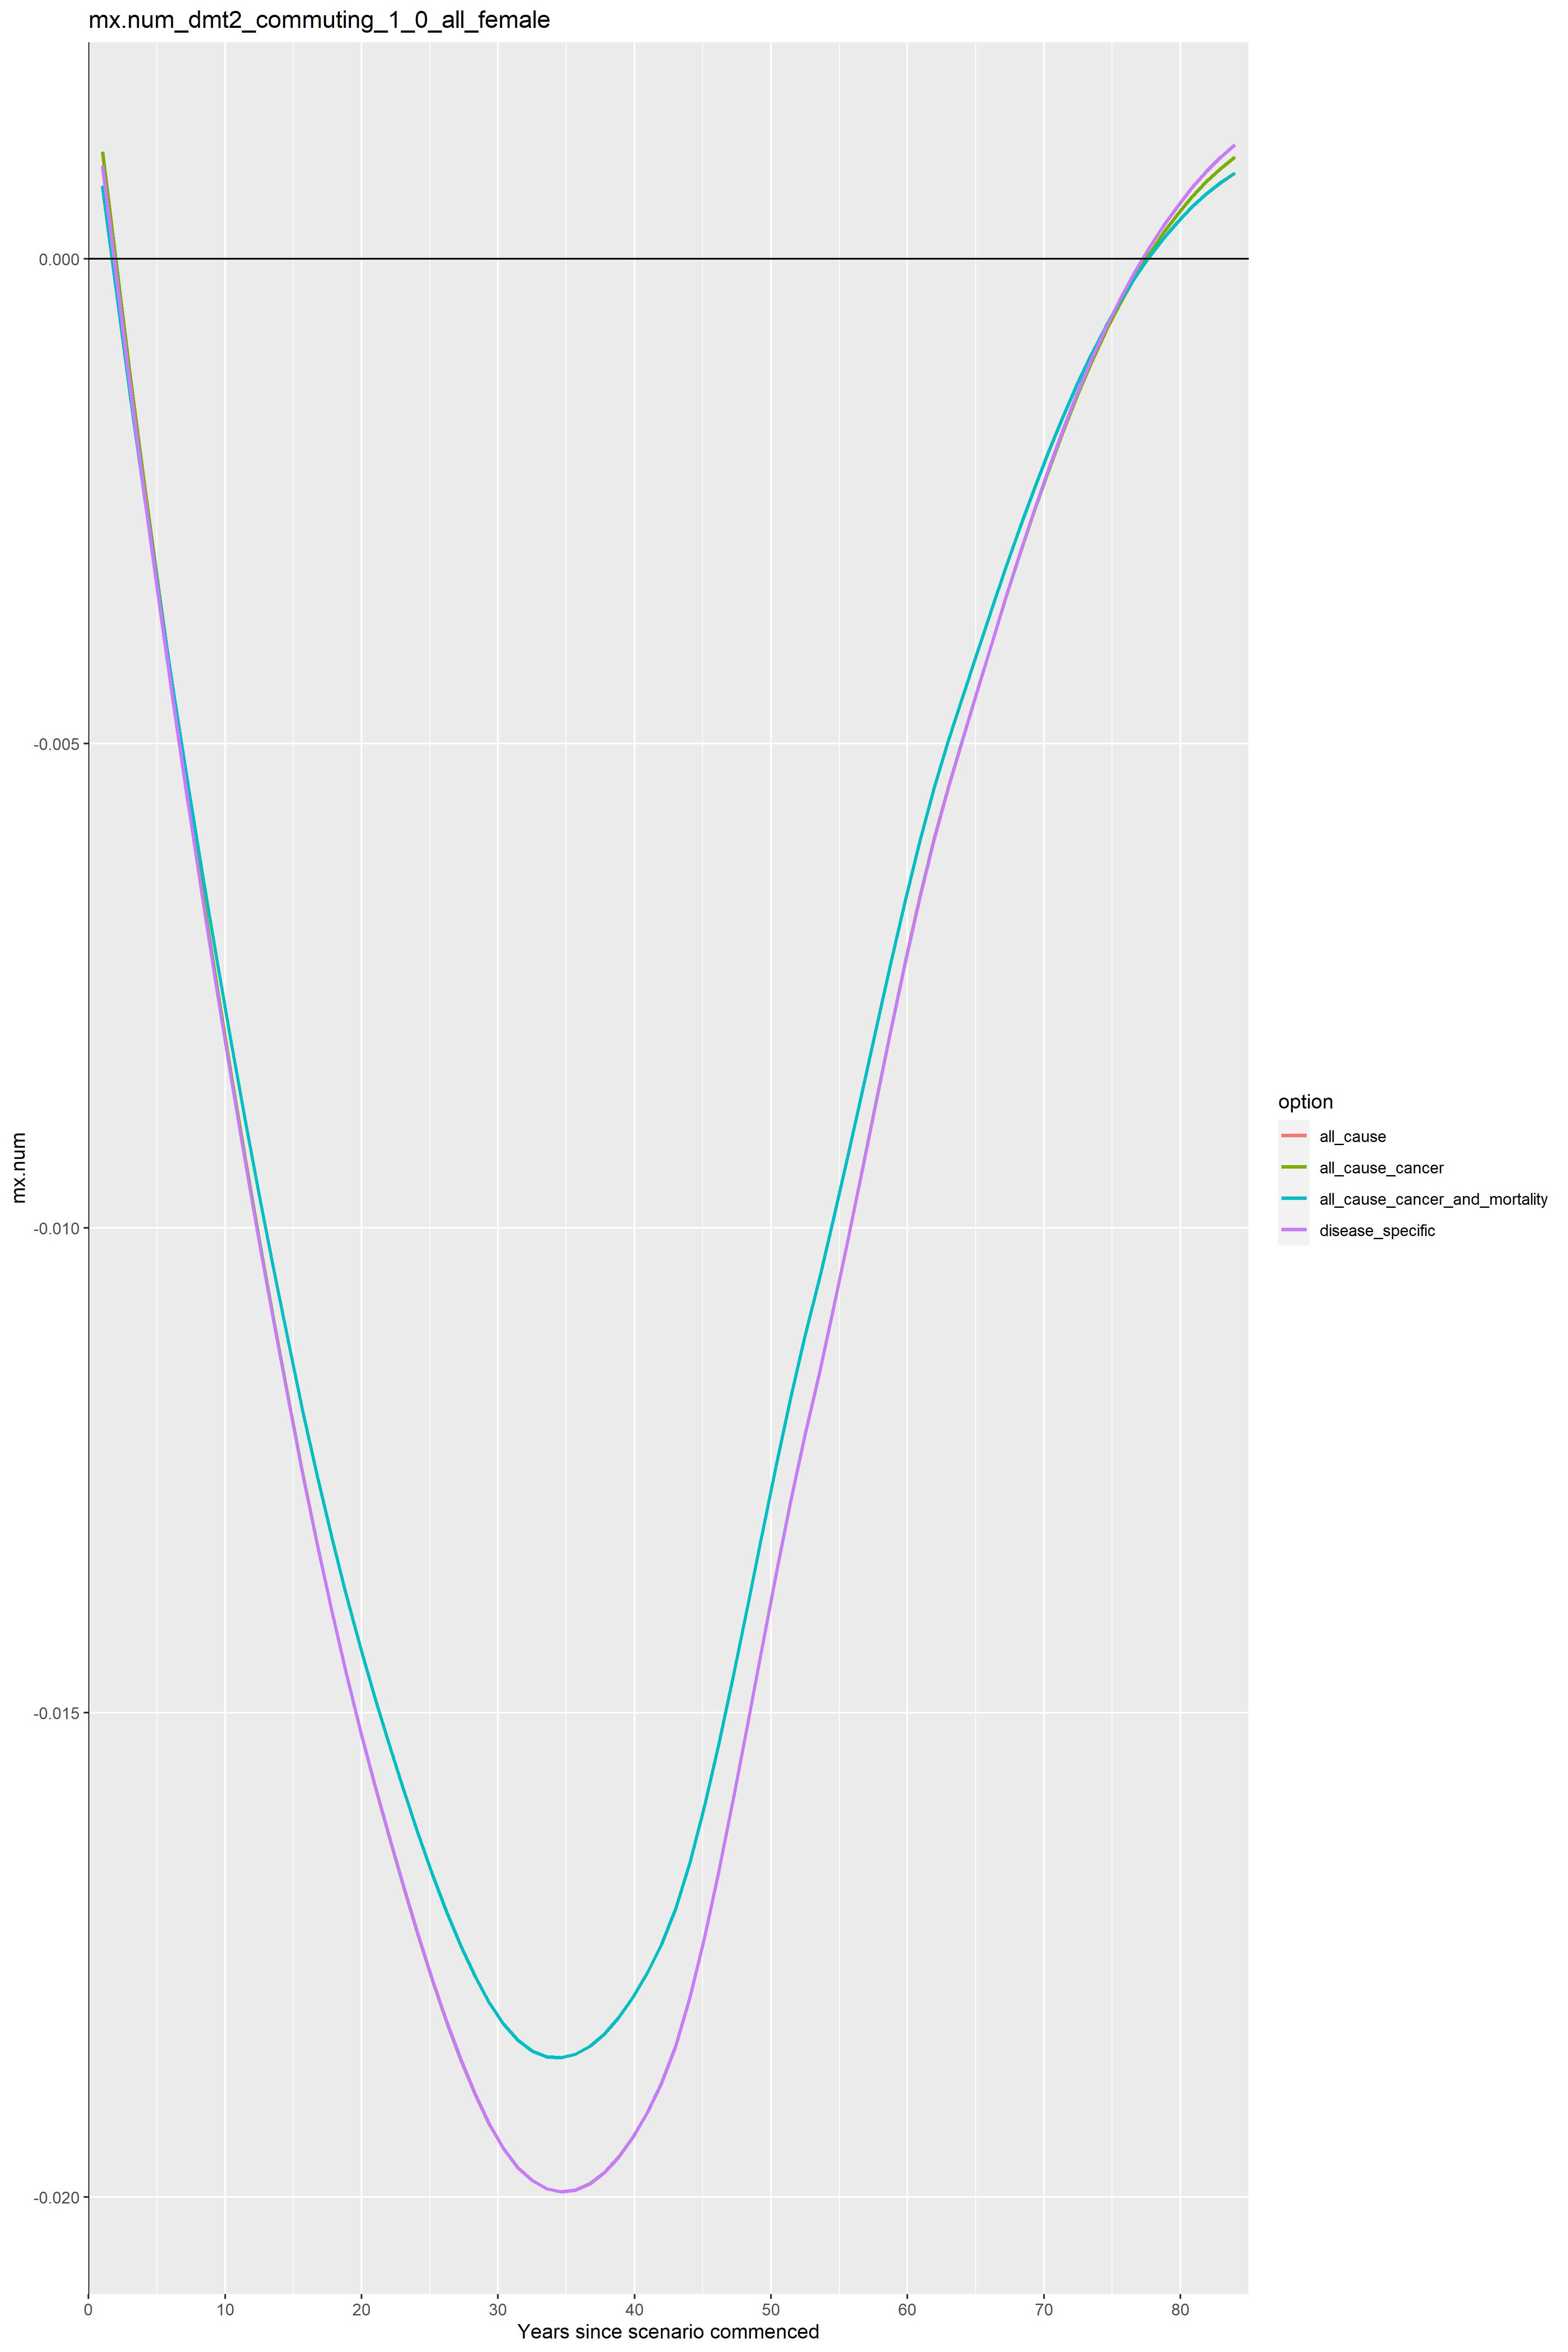 mx.num_dmt2_commuting_1_0_all_female
0.000
-0.005
-0.010
-0.015
-0.020
mx.num
0 10 20 30 40 50 60 70 80
Years since scenario commenced
option
all_cause
all_cause_cancer
all_cause_cancer_and_mortality
disease_specific